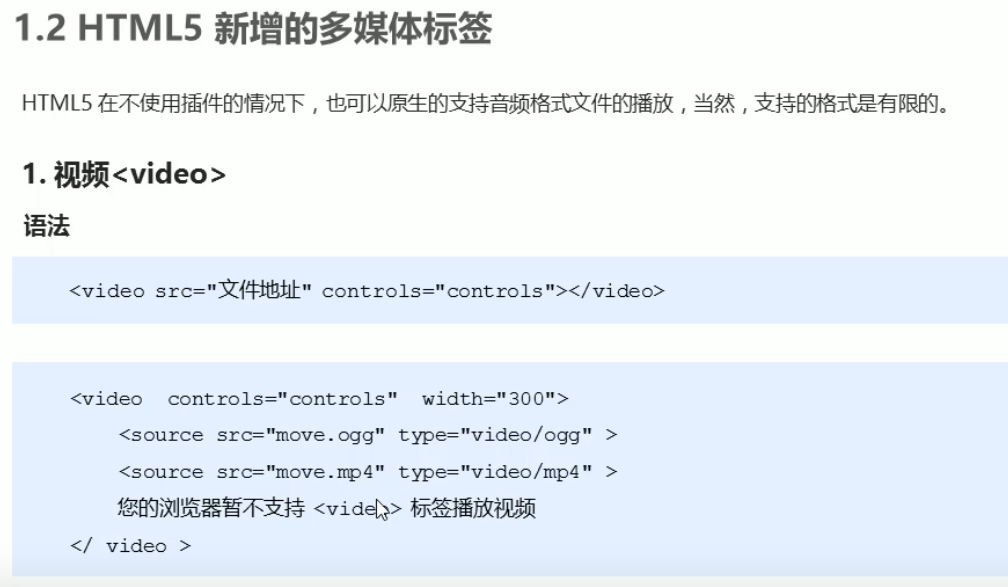 1.2 HTML5 新增的多媒体标签
HTML5 在不使用插件的情况下，也可以原生的支持音频格式文件的播放，当然，支持的格式是有限的。
1. 视频<video>
语法
<video src="文件地址" controls="controls"></video>
<video  controls="controls"  width="300">
<source src="move.ogg" type="video/ogg" >
<source src="move.mp4" type="video/mp4" >
您的浏览器暂不支持 <video> 标签播放视频
</ video >